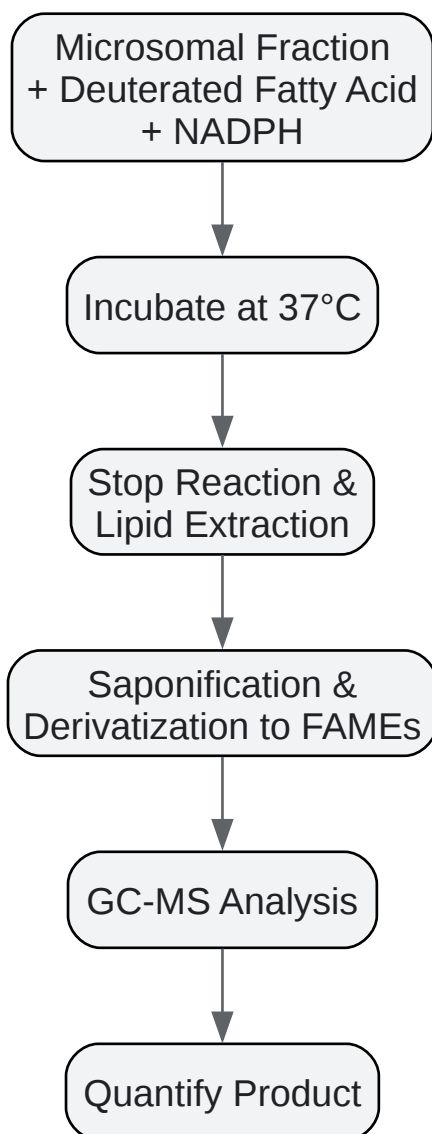 Microsomal Fraction
+ Deuterated Fatty Acid
+ NADPH
Incubate at 37°C
Stop Reaction &
Lipid Extraction
Saponification &
Derivatization to FAMEs
GC-MS Analysis
Quantify Product